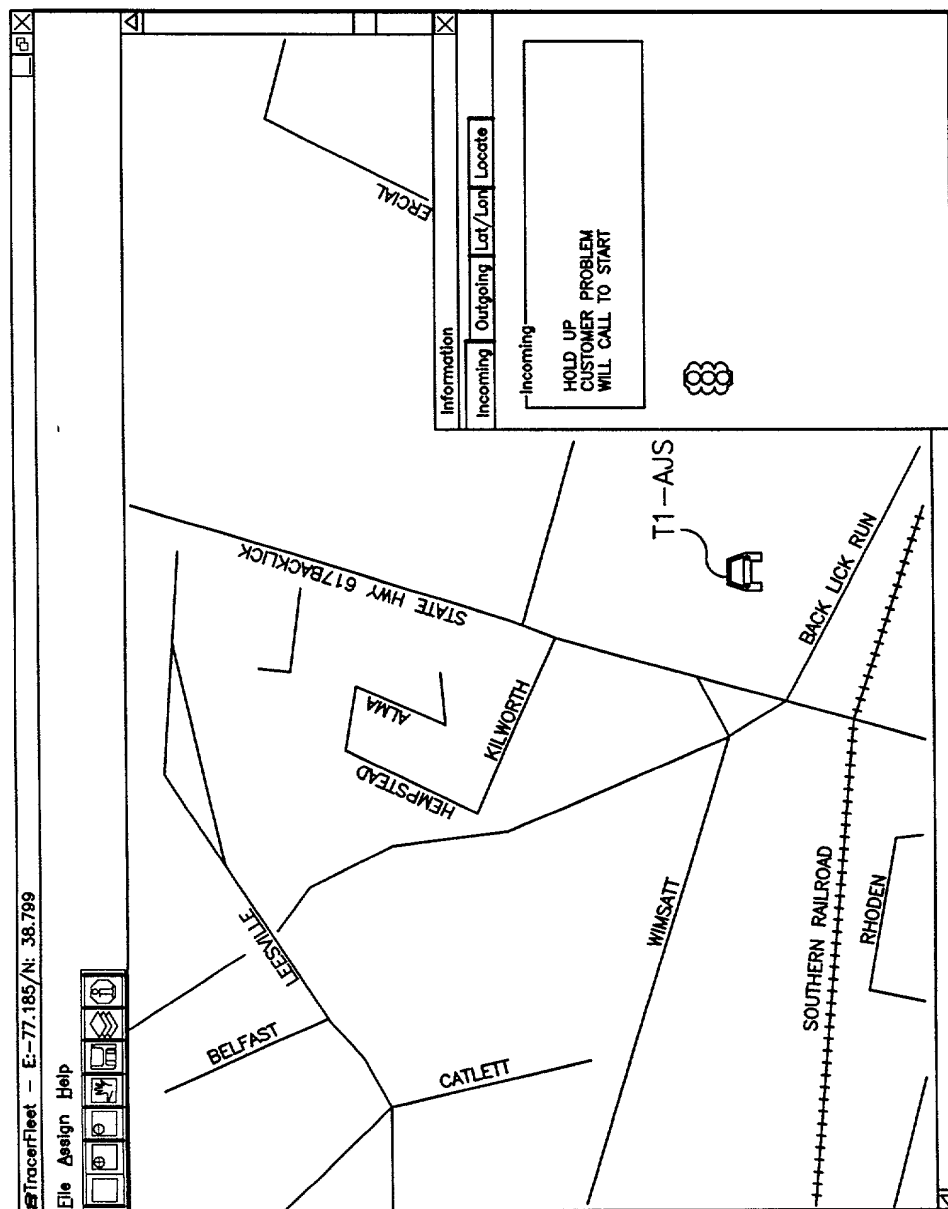 TracerFleet - E:-77.185/N: 38.799
File Assign Help
ERCIAL
STATE HWY 617BACKLICK
LEESVILLE
BELFAST
CATLETT
HEMPSTEAD
ALMA
KILWORTH
WIMSATT
SOUTHERN RAILROAD
RHODEN
BACK LICK RUN
T1-AJS
Information
Incoming Outgoing Lat/Lon Locate
Incoming
HOLD UP
CUSTOMER PROBLEM
WILL CALL TO START